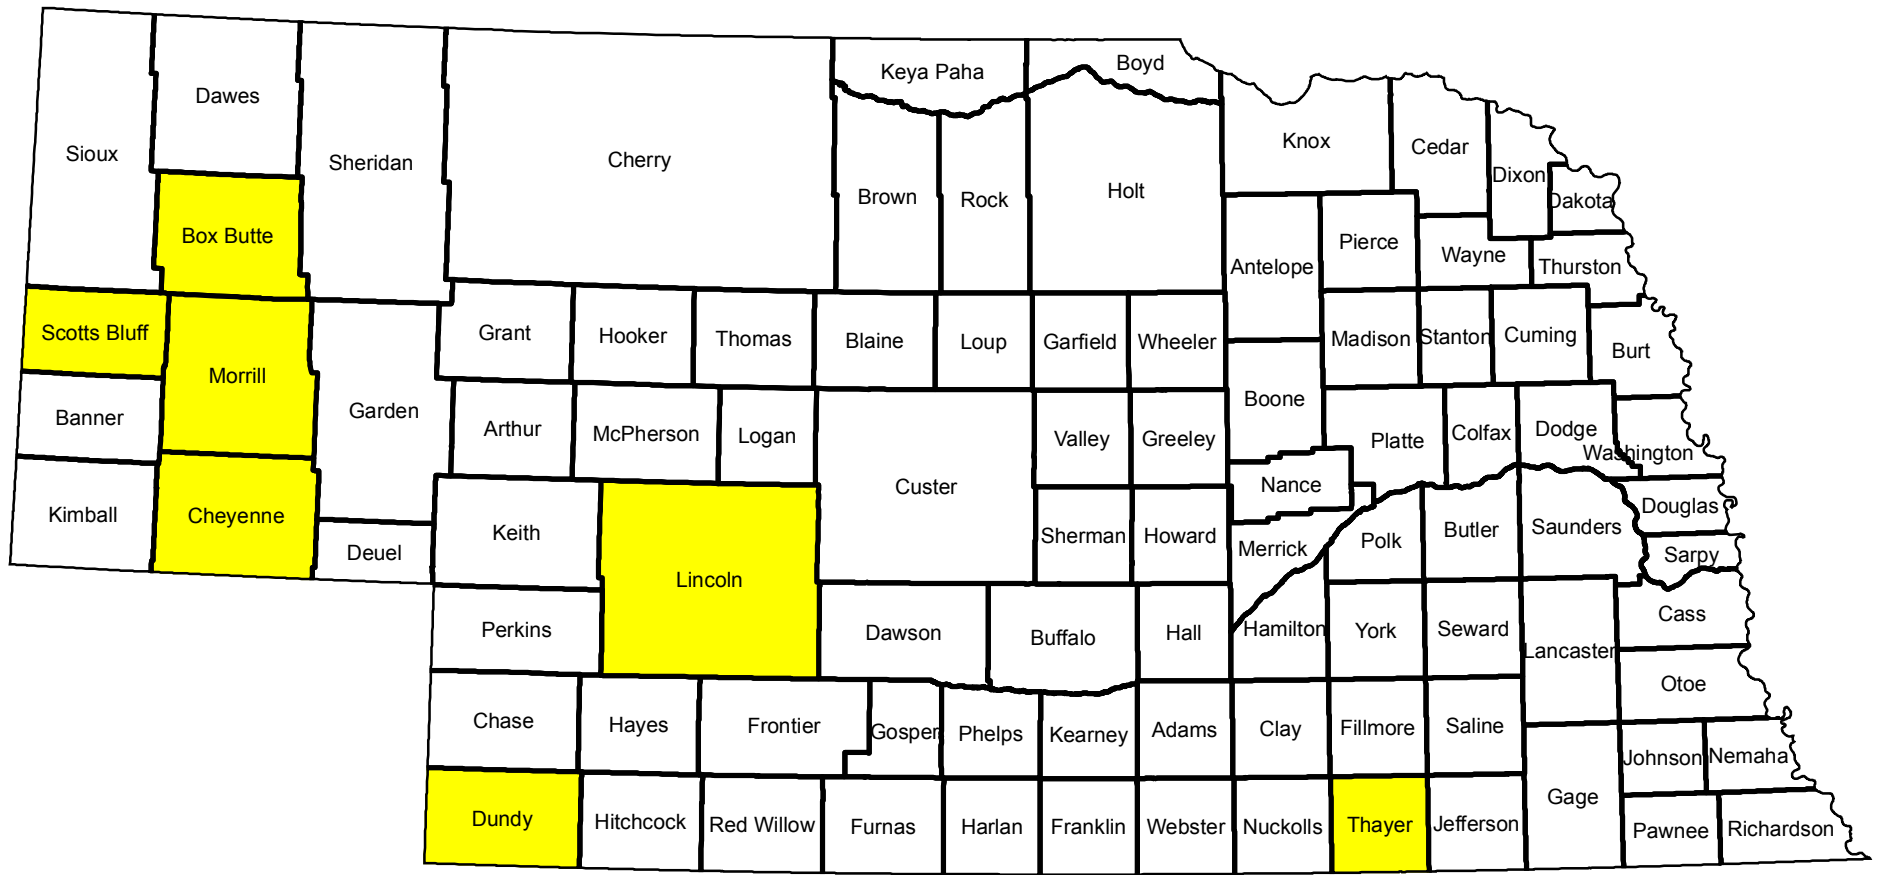 Boyd
Keya Paha
Dawes
Knox
Cedar
Sioux
Cherry
Sheridan
Dixon
Holt
Brown
Rock
Dakota
Box Butte
Pierce
Wayne
Antelope
Thurston
Scotts Bluff
Grant
Hooker
Thomas
Blaine
Loup
Garfield
Wheeler
Madison
Stanton
Cuming
Burt
Morrill
Banner
Garden
Arthur
McPherson
Logan
Valley
Greeley
Boone
Platte
Colfax
Dodge
Washington
Kimball
Cheyenne
Custer
Nance
Douglas
Keith
Deuel
Sherman
Howard
Merrick
Polk
Butler
Saunders
Sarpy
Lincoln
Perkins
Dawson
Buffalo
Hall
Hamilton
York
Seward
Lancaster
Cass
Otoe
Chase
Hayes
Frontier
Gosper
Phelps
Kearney
Adams
Clay
Fillmore
Saline
Johnson
Nemaha
Gage
Dundy
Hitchcock
Red Willow
Furnas
Harlan
Franklin
Webster
Nuckolls
Thayer
Jefferson
Pawnee
Richardson